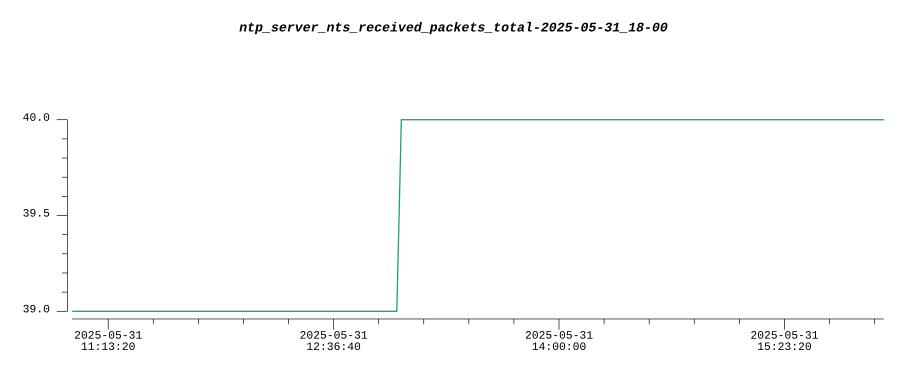 ntp_server_nts_received_packets_total-2025-05-31_18-00
40.0
39.5
39.0
2025-05-31 2025-05-31 2025-05-31 2025-05-31
11:13:20 12:36:40 14:00:00 15:23:20